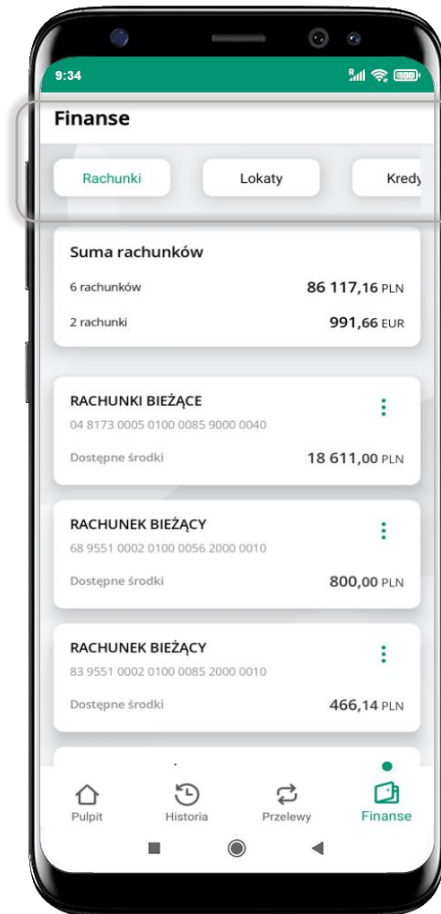 9:34
R
100
Finanse
Rachunki Lokaty Kredy
Suma rachunków
6 rachunków 86 117,16 PLN
2 rachunki 991,66 EUR
RACHUNKI BIEŻĄCE
04 8173 0005 0100 0085 9000 0040
Dostępne środki 18 611,00 PLN
RACHUNEK BIEŻĄCY
68 9551 0002 0100 0056 2000 0010
Dostępne środki 800,00 PLN
RACHUNEK BIEŻĄCY
83 9551 0002 0100 0085 2000 0010
Dostępne środki 466,14 PLN
Pulpit Historia Przelewy Finanse